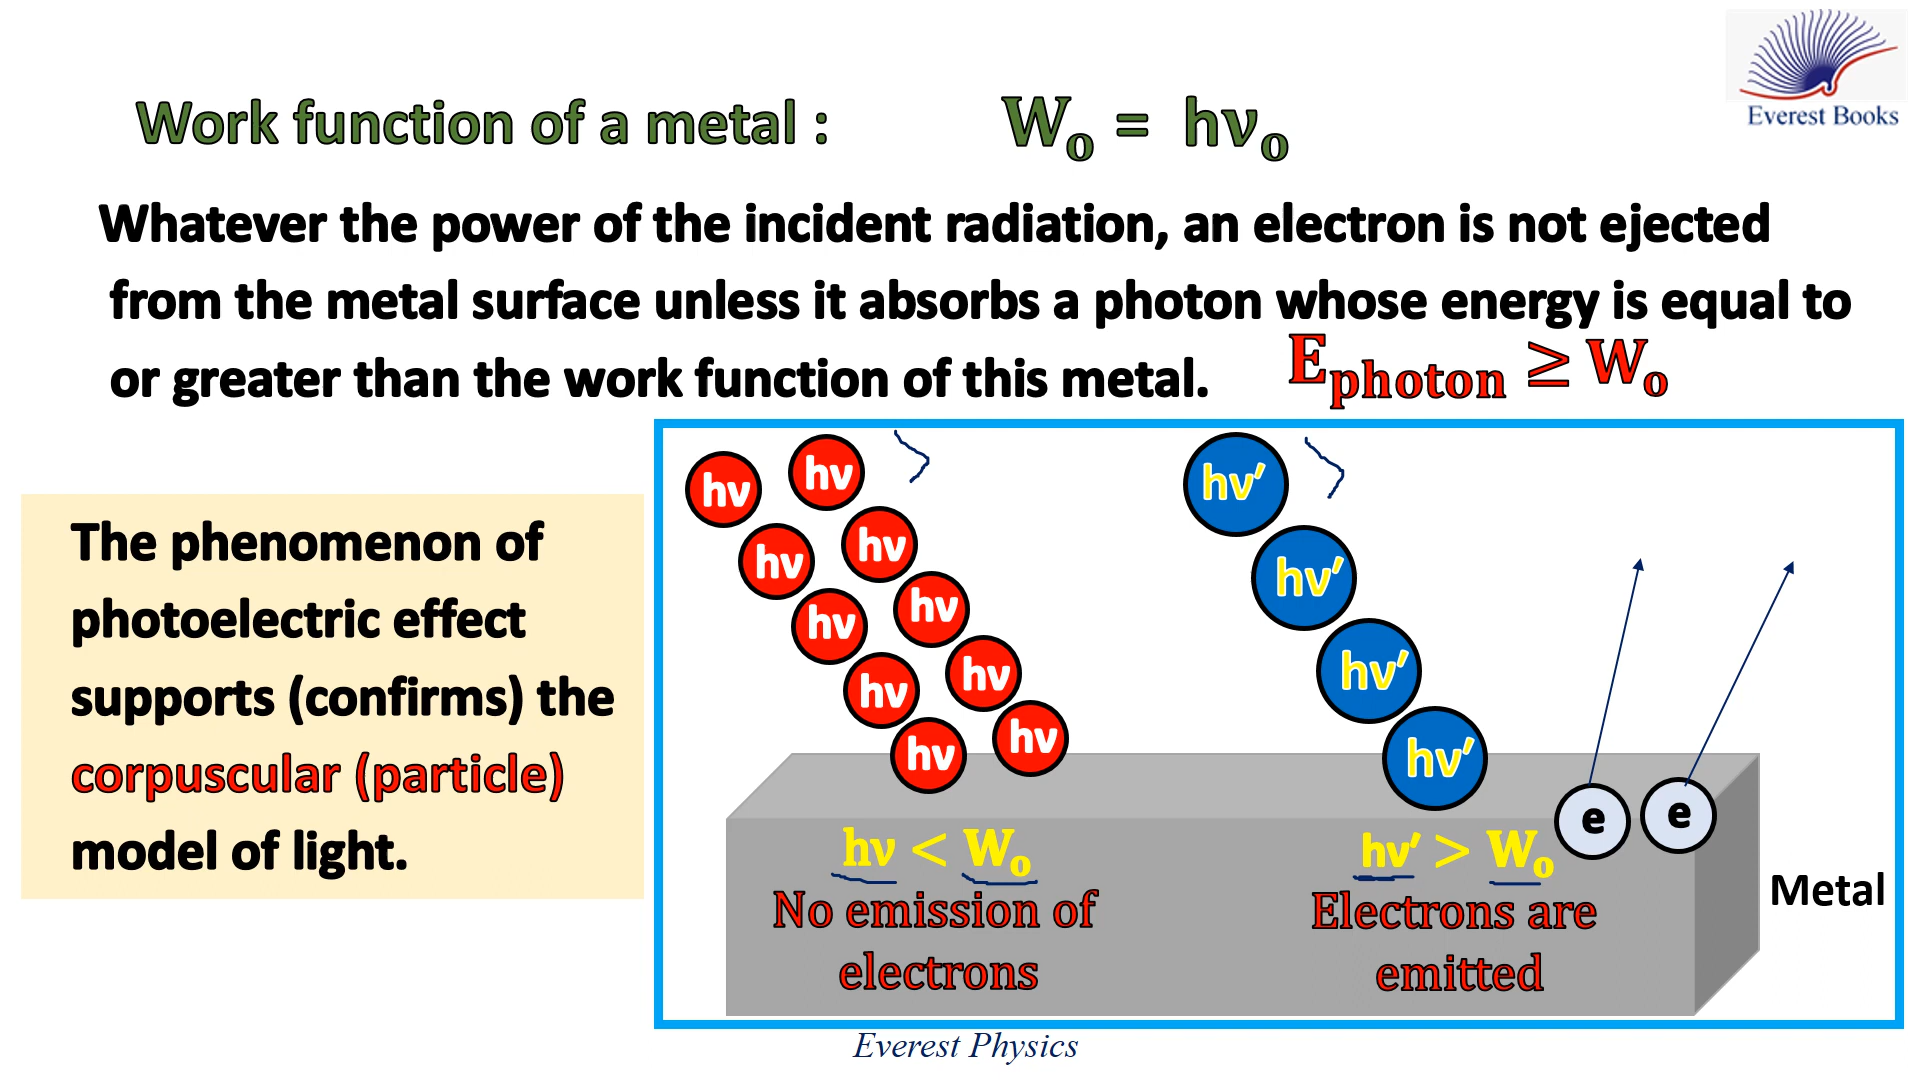 Everest Books
Work function of a metal : W₀ = hν₀
Whatever the power of the incident radiation, an electron is not ejected
from the metal surface unless it absorbs a photon whose energy is equal to
or greater than the work function of this metal. E_photon ≥ W₀
The phenomenon of
photoelectric effect
supports (confirms) the
corpuscular (particle)
model of light.
hν
hν
hν
hν
hν
hν
hν
hν
hν
hν
hν′
hν′
hν′
hν′
e
e
hν < W₀
No emission of
electrons
hν′ > W₀
Electrons are
emitted
Metal
Everest Physics